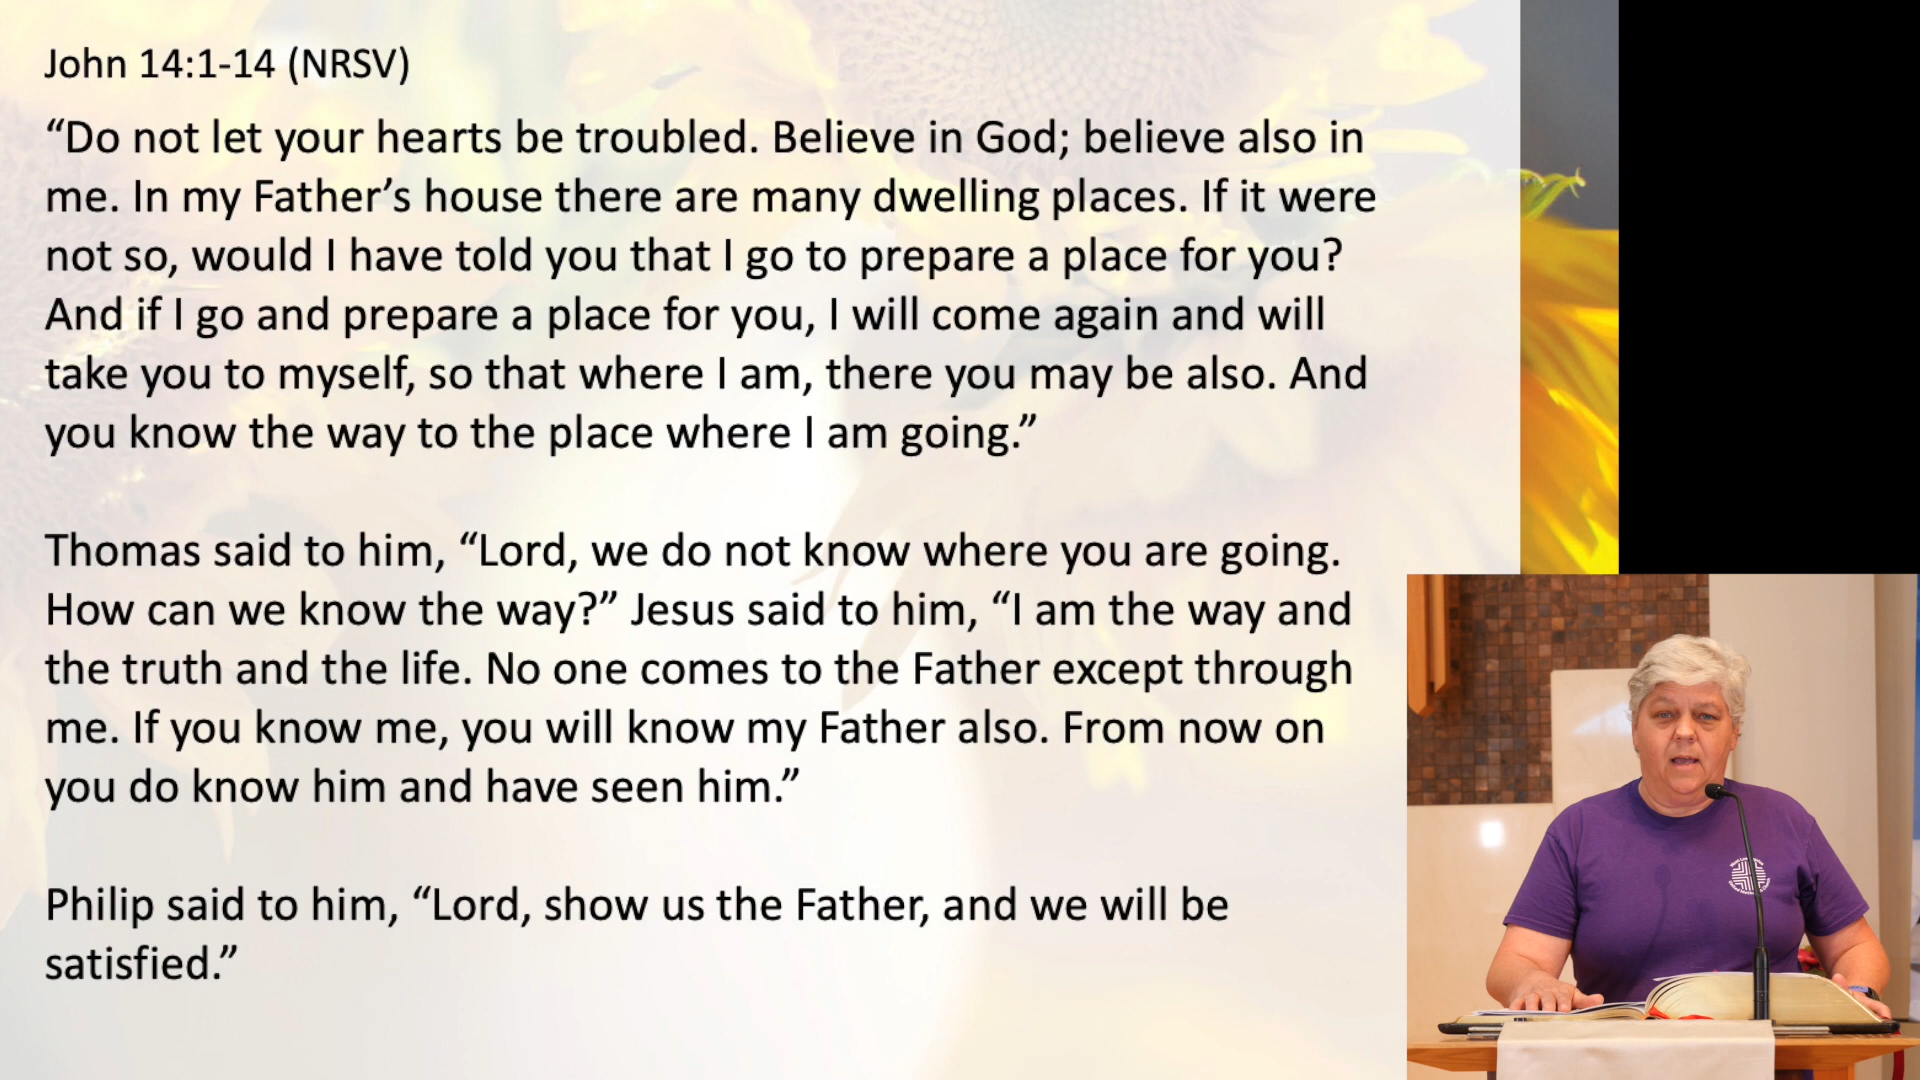 John 14:1-14 (NRSV)
“Do not let your hearts be troubled. Believe in God; believe also in
me. In my Father’s house there are many dwelling places. If it were
not so, would I have told you that I go to prepare a place for you?
And if I go and prepare a place for you, I will come again and will
take you to myself, so that where I am, there you may be also. And
you know the way to the place where I am going.”
Thomas said to him, “Lord, we do not know where you are going.
How can we know the way?” Jesus said to him, “I am the way and
the truth and the life. No one comes to the Father except through
me. If you know me, you will know my Father also. From now on
you do know him and have seen him.”
Philip said to him, “Lord, show us the Father, and we will be
satisfied.”